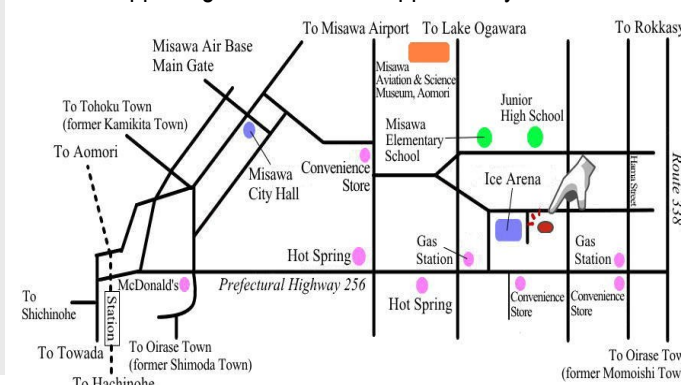 To Misawa Airport
To Lake Ogawara
To Rokkasy
Misawa Air Base
Main Gate
Misawa
Aviation & Science
Museum, Aomori
To Tohoku Town
(former Kamikita Town)
Junior
High School
Misawa
Elementary
School
To Aomori
Misawa
City Hall
Convenience
Store
Ice Arena
Hama Street
Route 338
Hot Spring
Gas
Station
Gas
Station
McDonald's
Prefectural Highway 256
Hot Spring
Convenience
Store
Convenience
Store
To
Shichinohe
Station
To Towada
To Oirase Town
(former Shimoda Town)
To Hachinohe
To Oirase Tow
(former Momoishi Tow